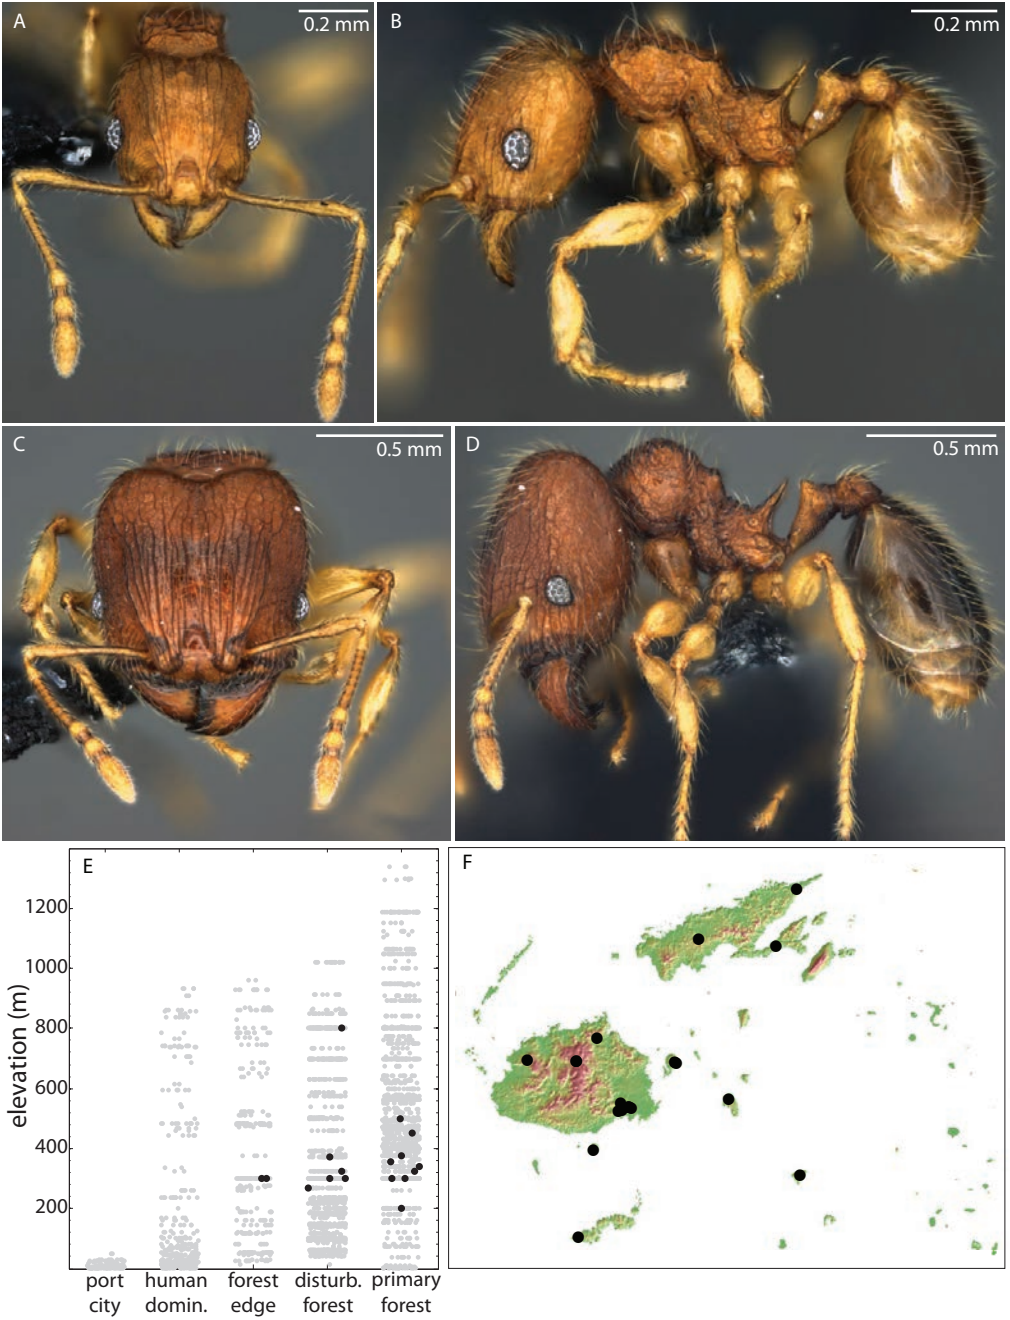 A
0.2 mm
B
0.2 mm
C
0.5 mm
D
0.5 mm
E
1200
1000
800
600
400
200
elevation (m)
port
city
human
domin.
forest
edge
disturb.
forest
primary
forest
F